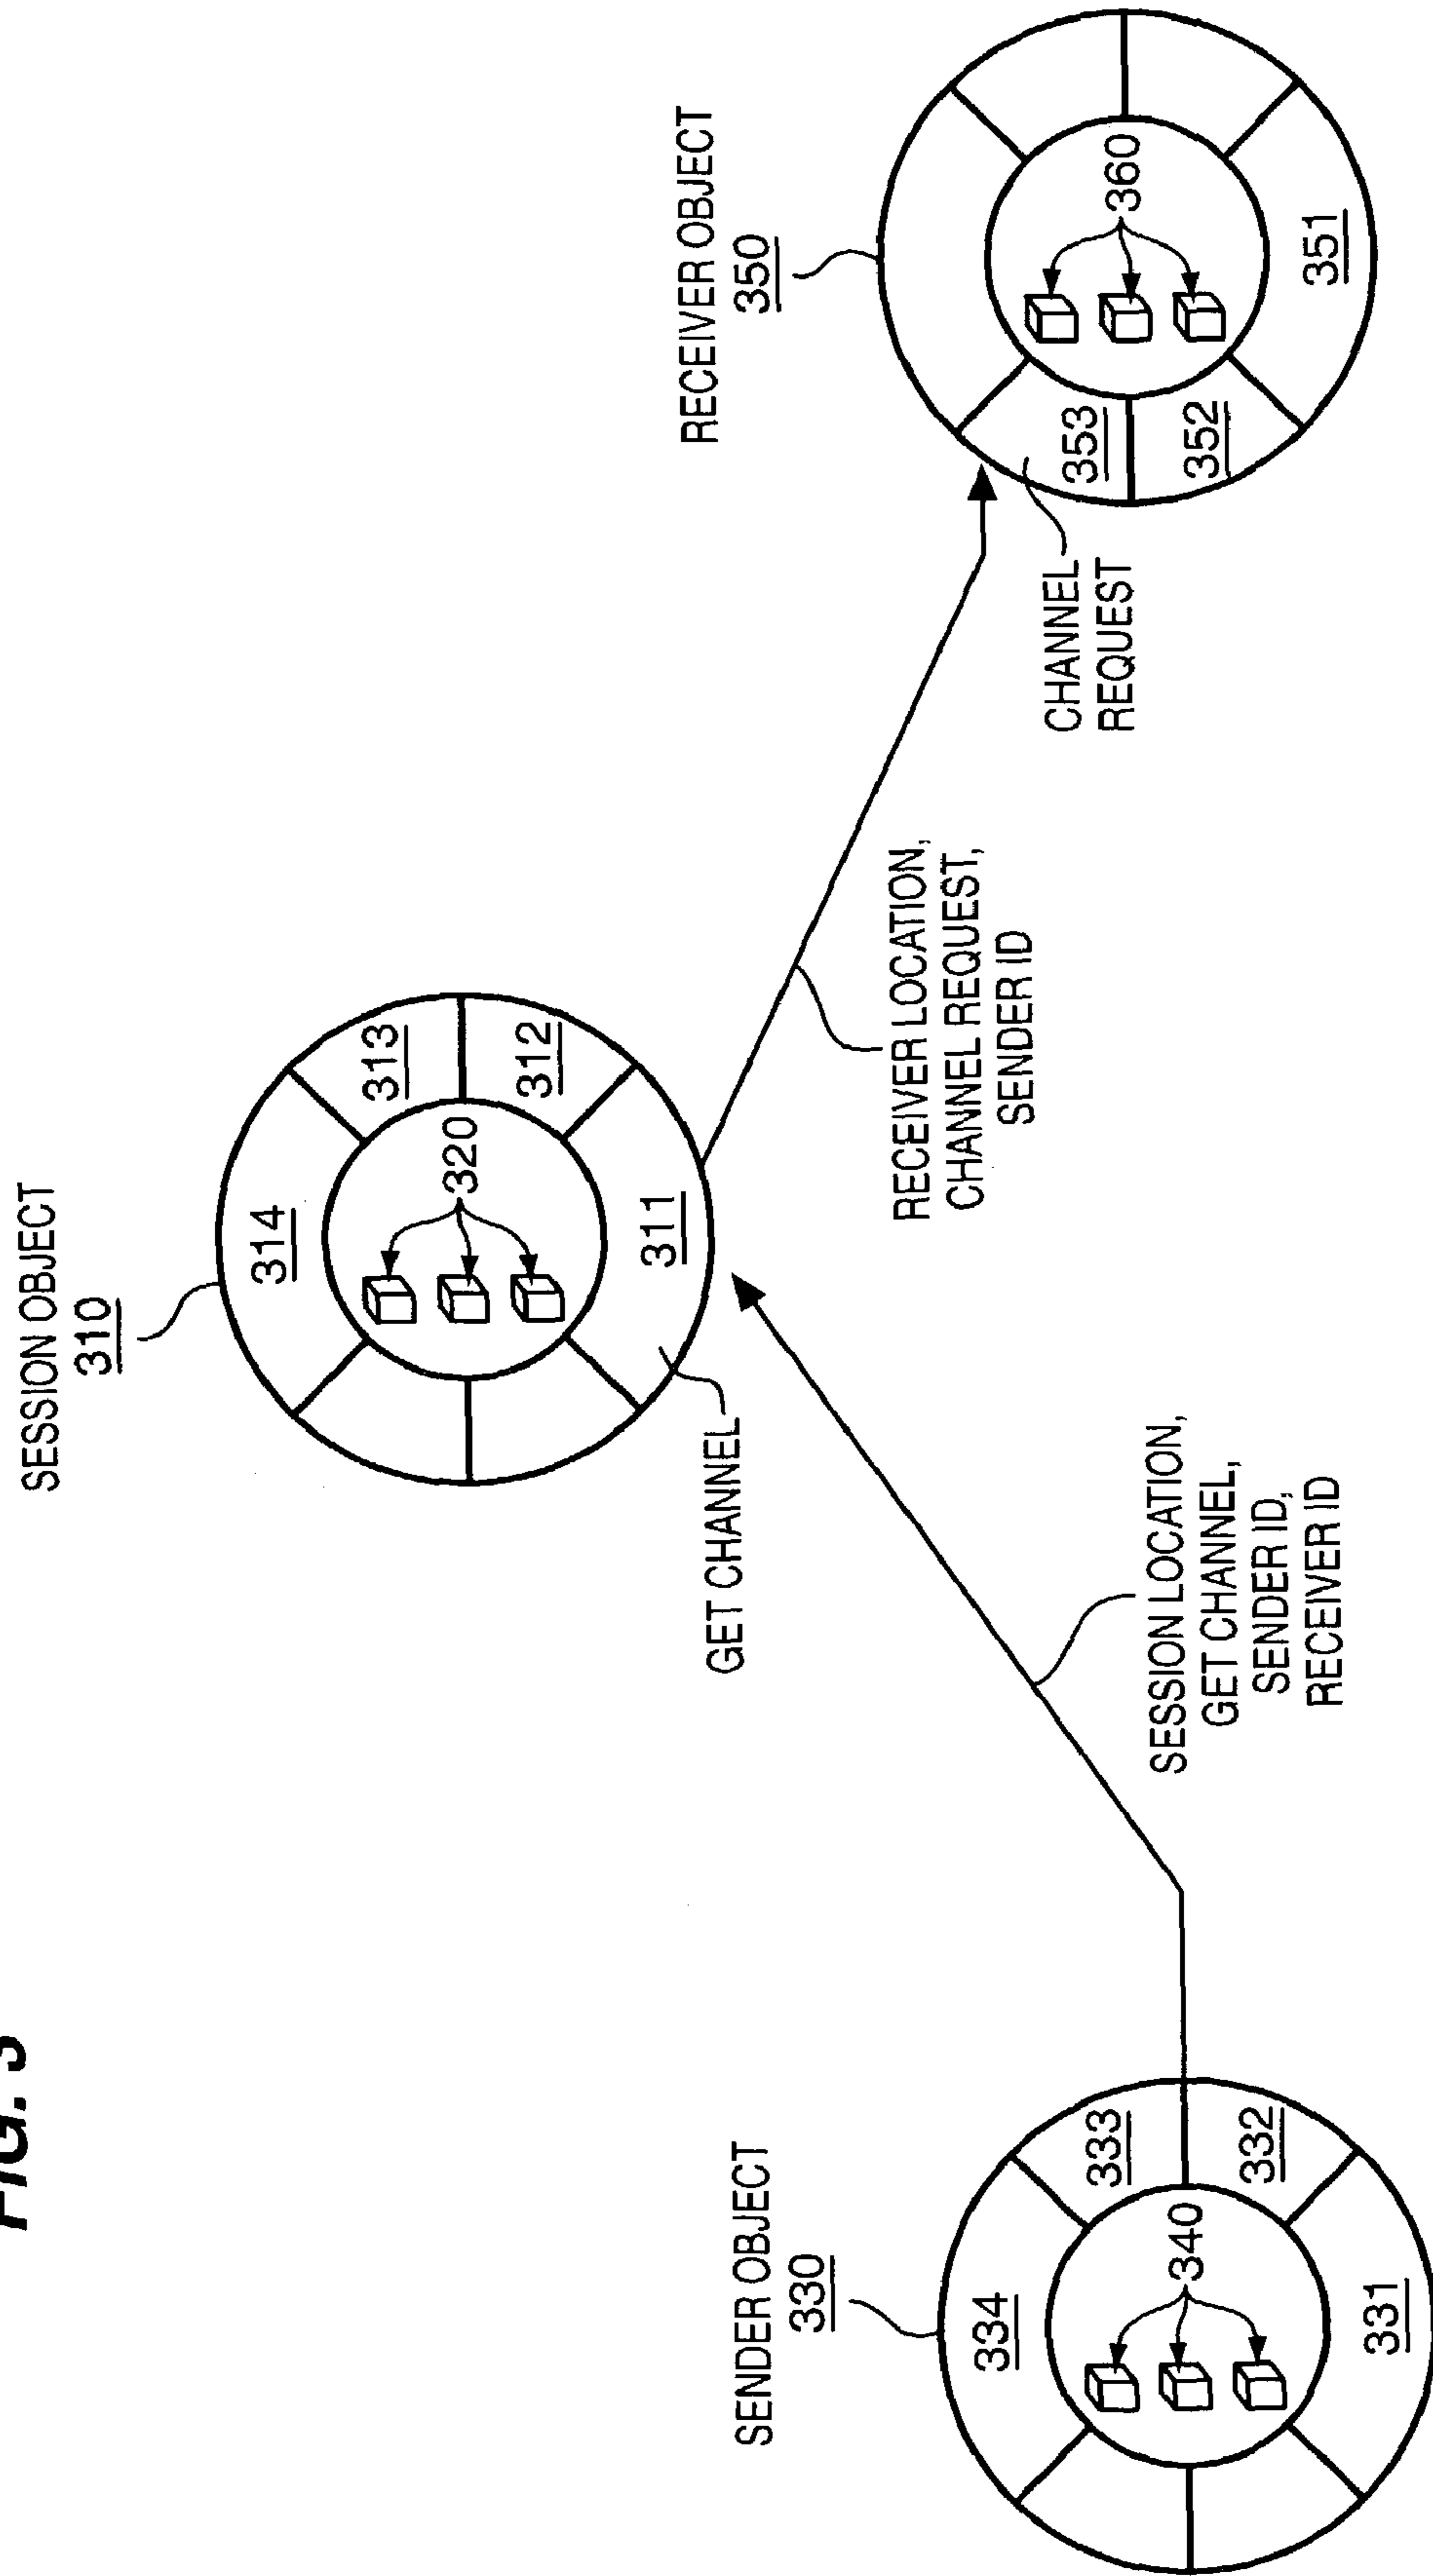 FIG. 3
SESSION OBJECT
310
314
313
312
320
311
GET CHANNEL
SENDER OBJECT
330
334
333
332
340
331
SESSION LOCATION,
GET CHANNEL,
SENDER ID,
RECEIVER ID
RECEIVER LOCATION,
CHANNEL REQUEST,
SENDER ID
RECEIVER OBJECT
350
360
353
352
351
CHANNEL
REQUEST